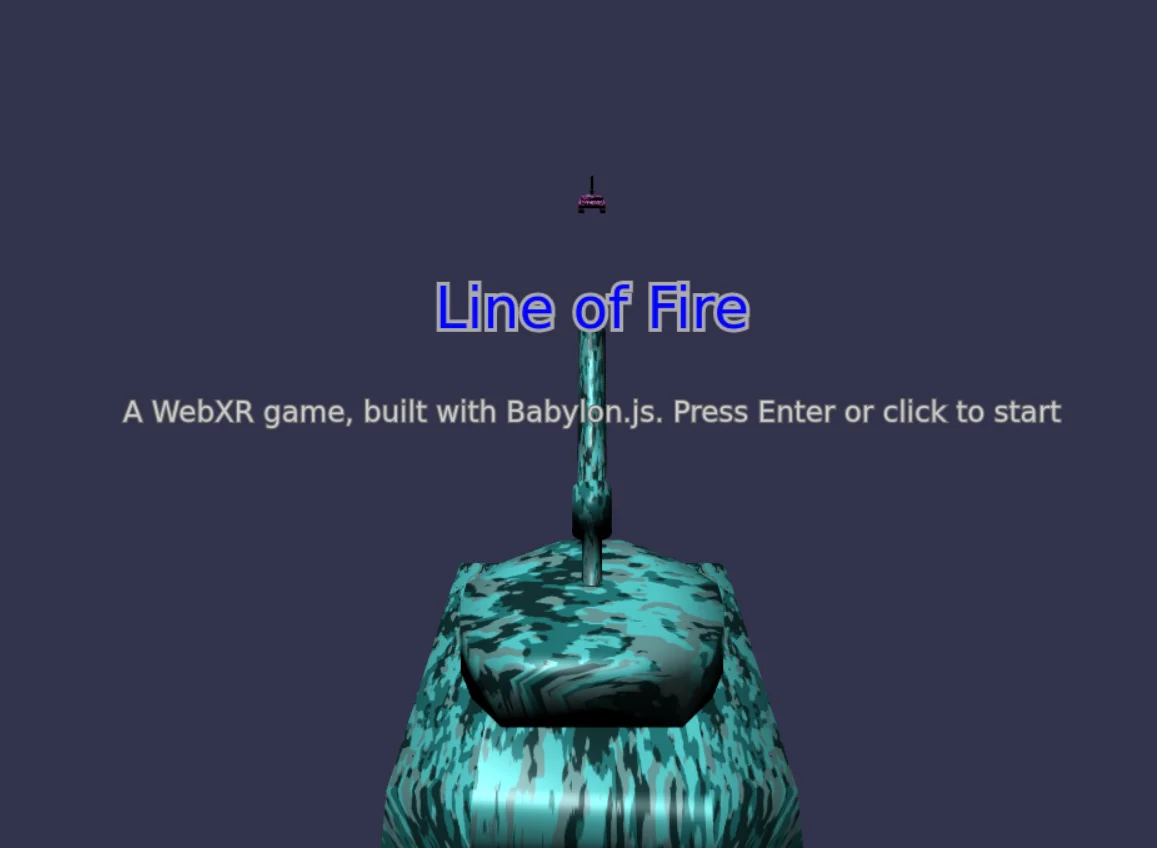 Line of Fire
A WebXR game, built with Babylon.js. Press Enter or click to start